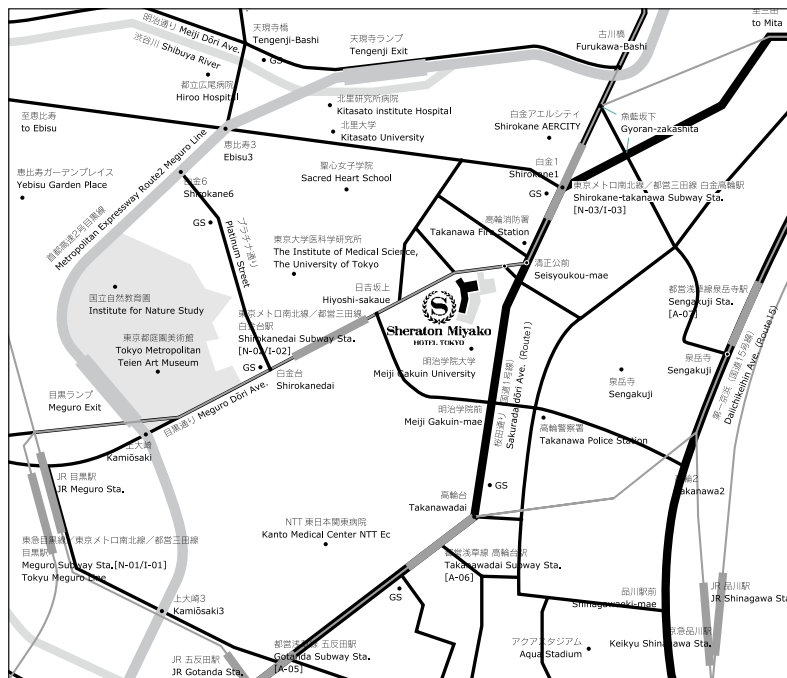 至三田
to Mita
明治通り Meiji Dōri Ave.
渋谷川 Shibuya River
天現寺橋
Tengenji-Bashi
GS
天現寺ランプ
Tengenji Exit
古川橋
Furukawa-Bashi
都立広尾病院
Hiroo Hospital
北里研究所病院
Kitasato institute Hospital
北里大学
Kitasato University
白金アエルシティ
Shirokane AERCITY
魚藍坂下
Gyoran-zakashita
至恵比寿
to Ebisu
恵比寿3
Ebisu3
恵比寿ガーデンプレイス
Yebisu Garden Place
白金6
Shirokane6
聖心女子学院
Sacred Heart School
白金1
Shirokane1
GS
東京メトロ南北線／都営三田線 白金高輪駅
Shirokane-takanawa Subway Sta.
[N-03/I-03]
首都高速2号目黒線
Metropolitan Expressway Route2 Meguro Line
GS
プラチナ通り
Platinum Street
高輪消防署
Takanawa Fire Station
東京大学医科学研究所
The Institute of Medical Science,
The University of Tokyo
清正公前
Seisyoukou-mae
日吉坂上
Hiyoshi-sakaue
国立自然教育園
Institute for Nature Study
都営浅草線泉岳寺駅
Sengakuji Sta.
[A-07]
東京メトロ南北線／都営三田線
白金台駅
Shirokanedai Subway Sta.
[N-02/I-02]
S
Sheraton Miyako
HOTEL TOKYO
東京都庭園美術館
Tokyo Metropolitan
Teien Art Museum
GS
白金台
Shirokanedai
明治学院大学
Meiji Gakuin University
桜田通り（国道1号線）
Sakuradadōri Ave. (Route1)
泉岳寺
Sengakuji
泉岳寺
Sengakuji
第一京浜（国道15号線）
Daiichikeihin Ave. (Route15)
目黒ランプ
Meguro Exit
目黒通り Meguro Dōri Ave.
明治学院前
Meiji Gakuin-mae
高輪警察署
Takanawa Police Station
上大崎
Kamiōsaki
JR 目黒駅
JR Meguro Sta.
高輪台
Takanawadai
GS
高輪2
Takanawa2
NTT 東日本関東病院
Kanto Medical Center NTT Ec
東急目黒線／東京メトロ南北線／都営三田線
目黒駅
Meguro Subway Sta.[N-01/I-01]
Tokyu Meguro Line
都営浅草線 高輪台駅
Takanawadai Subway Sta.
[A-06]
GS
品川駅前
Shinagawaeki-mae
JR 品川駅
JR Shinagawa Sta
上大崎3
Kamiōsaki3
京急品川駅
Keikyu Shinagawa Sta.
アクアスタジアム
Aqua Stadium
JR 五反田駅
JR Gotanda Sta.
都営浅草線 五反田駅
Gotanda Subway Sta.
[A-05]